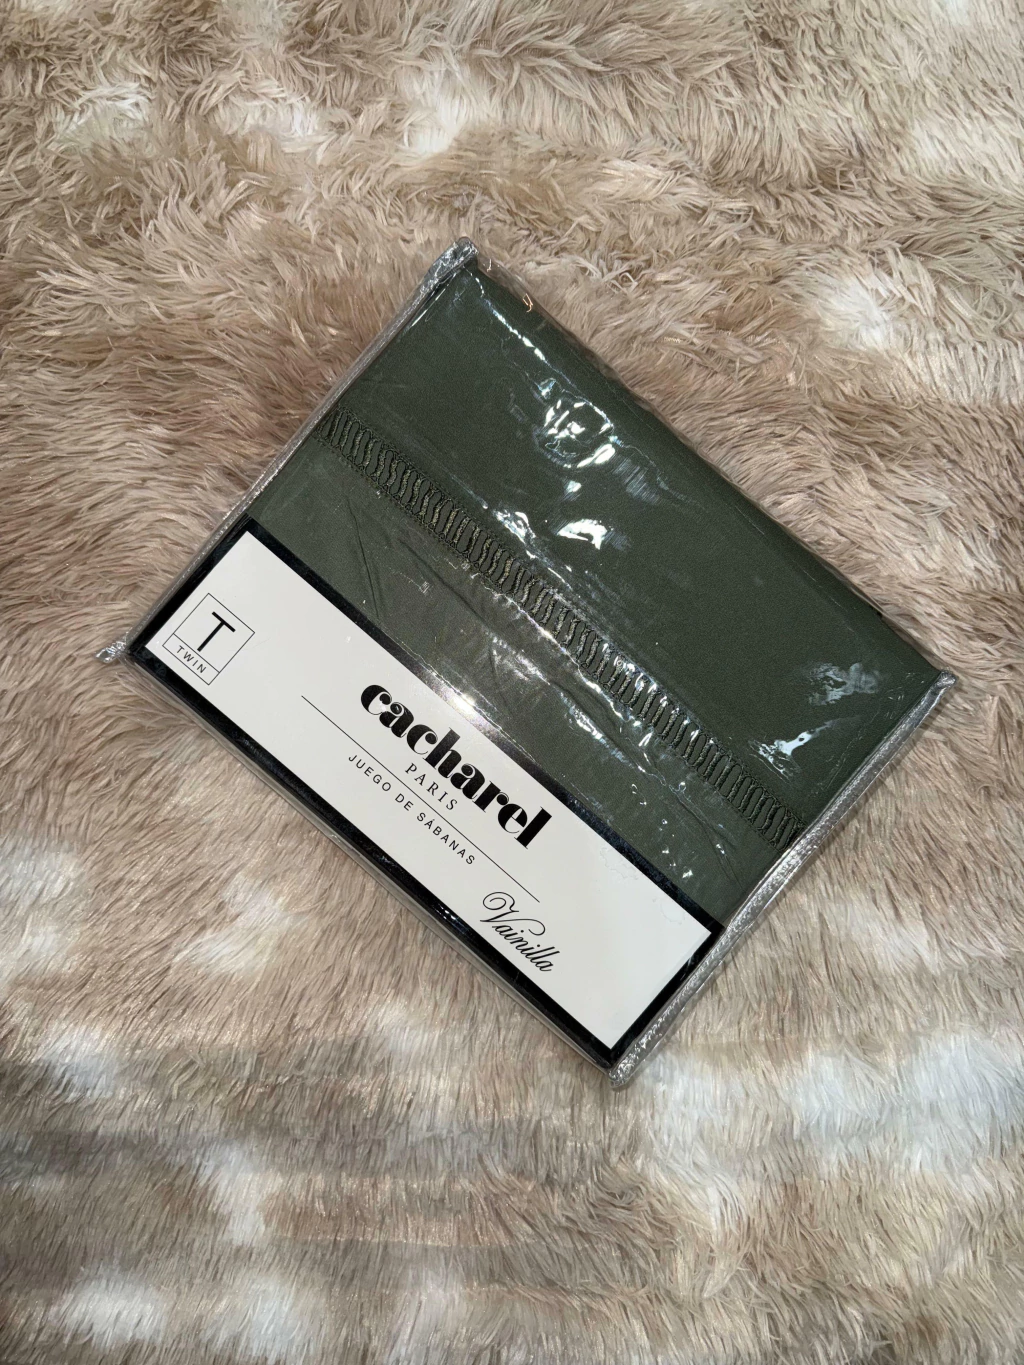 T
TWIN
cacharel
PARIS
JUEGO DE SÁBANAS
Vainilla